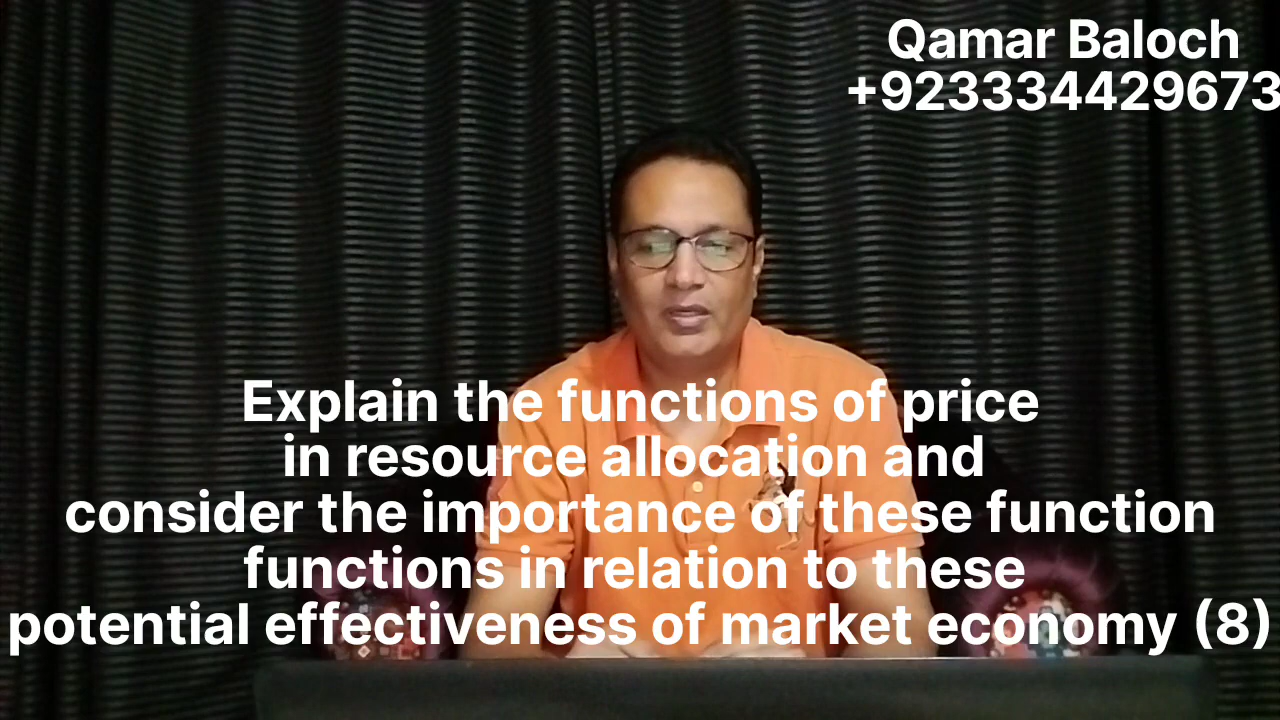 Qamar Baloch
+923334429673
Explain the functions of price
in resource allocation and
consider the importance of these function
functions in relation to these
potential effectiveness of market economy (8)